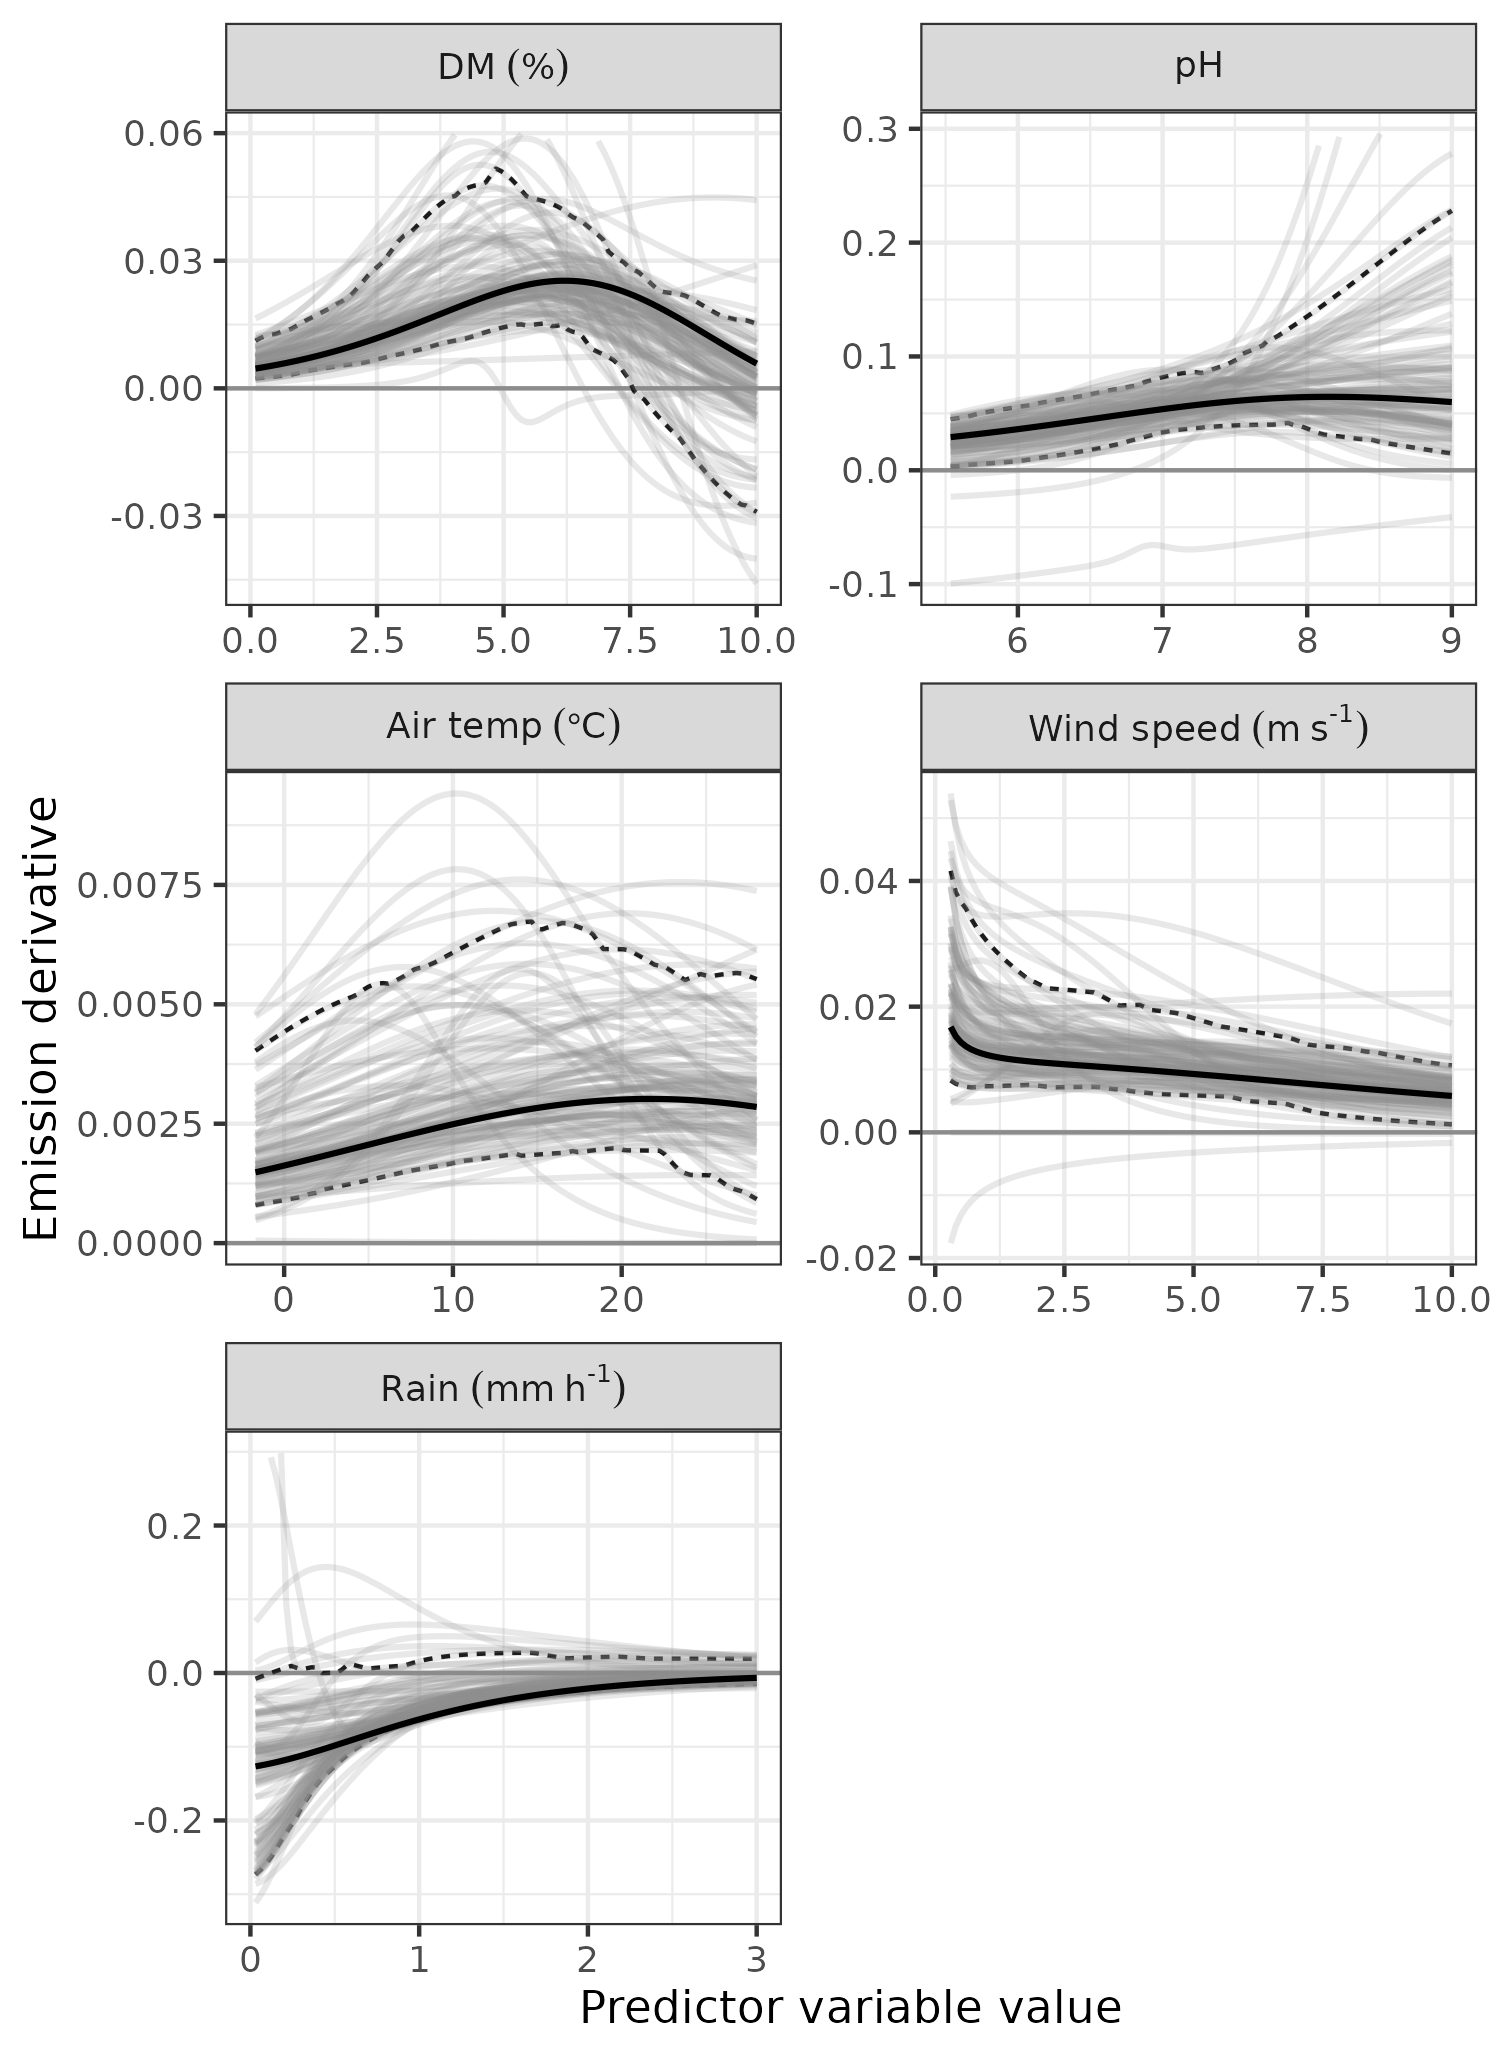 DM (%)
pH
0.06
0.03
0.00
-0.03
0.3
0.2
0.1
0.0
-0.1
0.0 2.5 5.0 7.5 10.0
6 7 8 9
Air temp (°C)
Wind speed (m s⁻¹)
Emission derivative
0.0075
0.0050
0.0025
0.0000
0.04
0.02
0.00
-0.02
0 10 20
0.0 2.5 5.0 7.5 10.0
Rain (mm h⁻¹)
0.2
0.0
-0.2
0 1 2 3
Predictor variable value